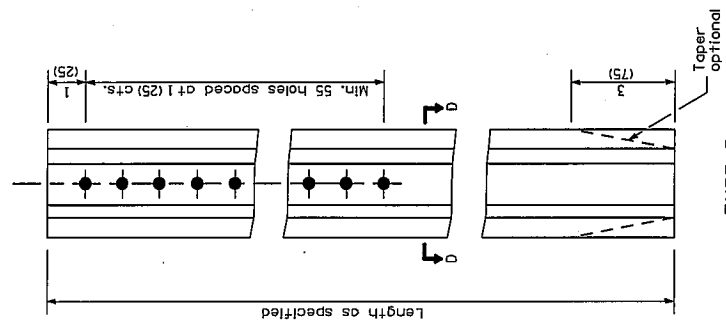 1
(25)
Min. 55 holes spaced at 1 (25) cts.
3
(75)
Taper
optional
Length as specified